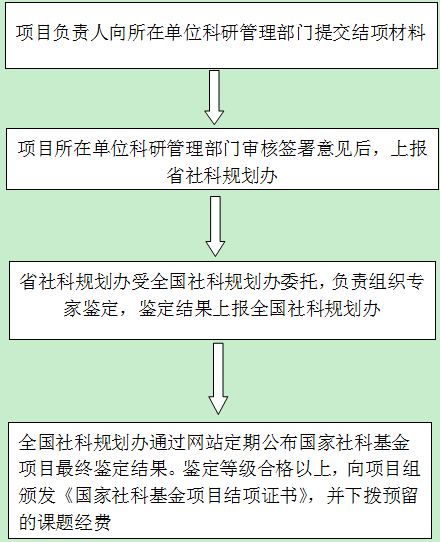 项目负责人向所在单位科研管理部门提交结项材料
项目所在单位科研管理部门审核签署意见后，上报
省社科规划办
省社科规划办受全国社科规划办委托，负责组织专
家鉴定，鉴定结果上报全国社科规划办
全国社科规划办通过网站定期公布国家社科基金
项目最终鉴定结果。鉴定等级合格以上，向项目组
颁发《国家社科基金项目结项证书》，并下拨预留
的课题经费